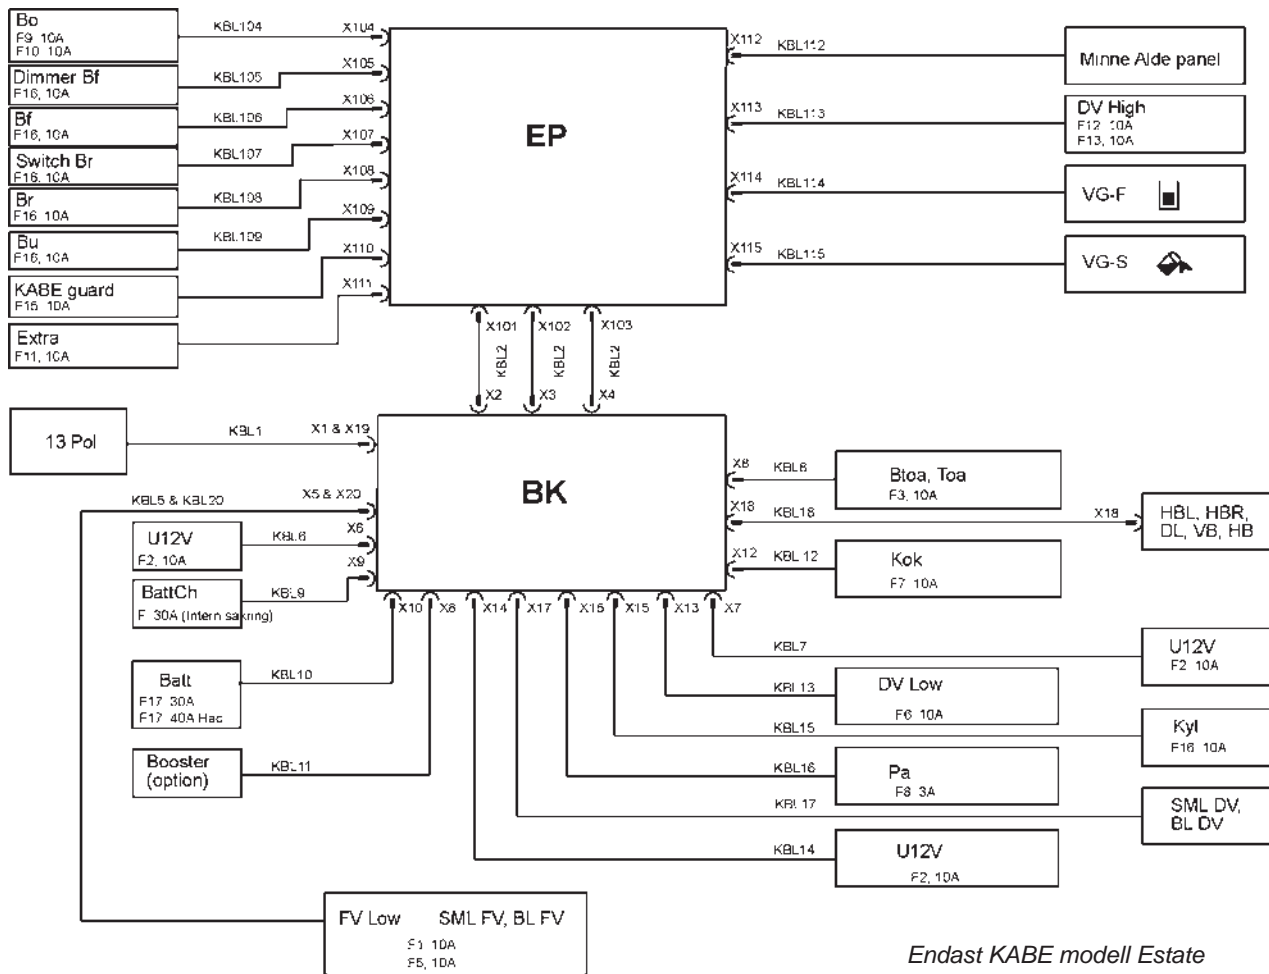 Bo
F9 10A
F10 10A
KBL104
X104
Dimmer Bf
F16, 10A
KBL105
X105
Bf
F16, 10A
KBL106
X106
Switch Br
F16. 10A
KBL107
X107
Br
F16 10A
KBL108
X108
Bu
F16, 10A
KBL109
X109
KABE guard
F15 10A
X110
Extra
F11, 10A
X111
EP
X112
KBL112
Minne Alde panel
X113
KBL113
DV High
F12 10A
F13, 10A
X114
KBL114
VG-F
X115
KBL115
VG-S
X101
X102
X103
KBL2
KBL2
KBL2
X2
X3
X4
13 Pol
KBL1
X1 & X19
BK
KBL5 & KBL20
X5 & X20
U12V
F2, 10A
KBL6
X6
BattCh
F 30A (Intern sakring)
KBL9
X9
X8
KBL8
Btoa, Toa
F3, 10A
X18
KBL18
X18
HBL, HBR,
DL, VB, HB
X12
KBL 12
Kok
F7 10A
X10
X8
X14
X17
X16
X15
X13
X7
Batt
F17 30A
F17 40A Hac
KBL10
Booster
(option)
KBL11
KBL7
U12V
F2 10A
KBL13
DV Low
F6 10A
KBL15
Kyl
F16 10A
KBL16
Pa
F8 3A
KBL17
SML DV,
BL DV
KBL14
U12V
F2, 10A
FV Low SML FV, BL FV
F1 10A
F5, 10A
Endast KABE modell Estate